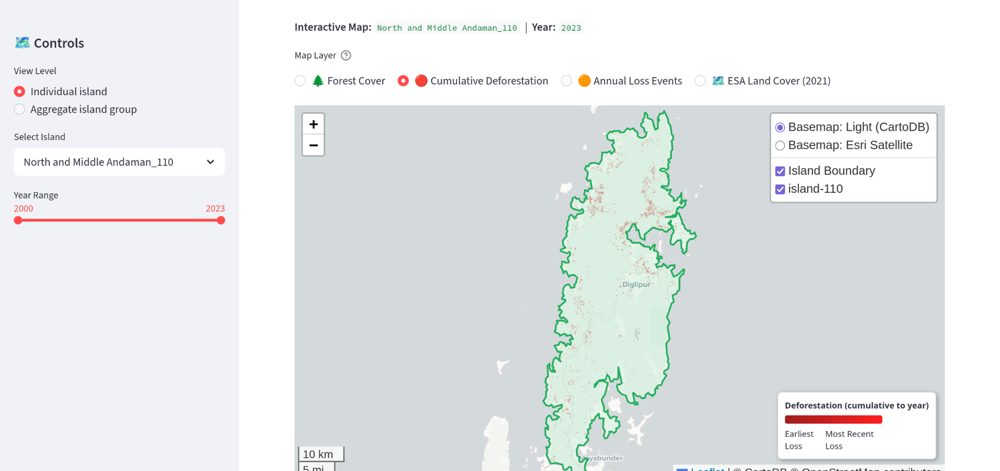 Interactive Map: North and Middle Andaman_110 | Year: 2023
Controls
View Level
Individual island
Aggregate island group
Select Island
North and Middle Andaman_110
Year Range
2000 2023
Map Layer ?
Forest Cover Cumulative Deforestation Annual Loss Events ESA Land Cover (2021)
+
−
Basemap: Light (CartoDB)
Basemap: Esri Satellite
Island Boundary
island-110
Diglipur
Mayabunder
Deforestation (cumulative to year)
Earliest Loss
Most Recent Loss
10 km
5 mi
Leaflet | © CartoDB © OpenStreetMap contributors